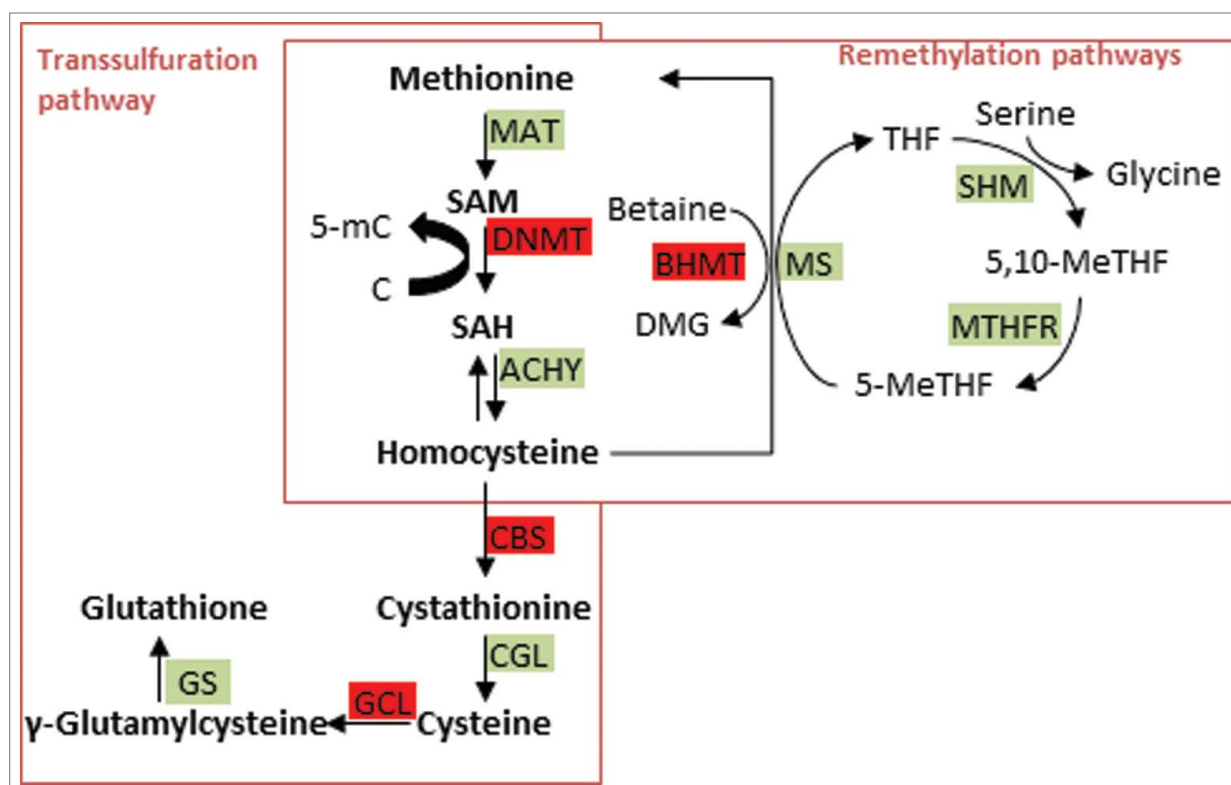 Transsulfuration
pathway
Remethylation pathways
Methionine
MAT
SAM
DNMT
5-mC
C
SAH
ACHY
Homocysteine
Betaine
BHMT
MS
DMG
THF
Serine
SHM
Glycine
5,10-MeTHF
MTHFR
5-MeTHF
CBS
Cystathionine
CGL
Cysteine
GCL
γ-Glutamylcysteine
GS
Glutathione